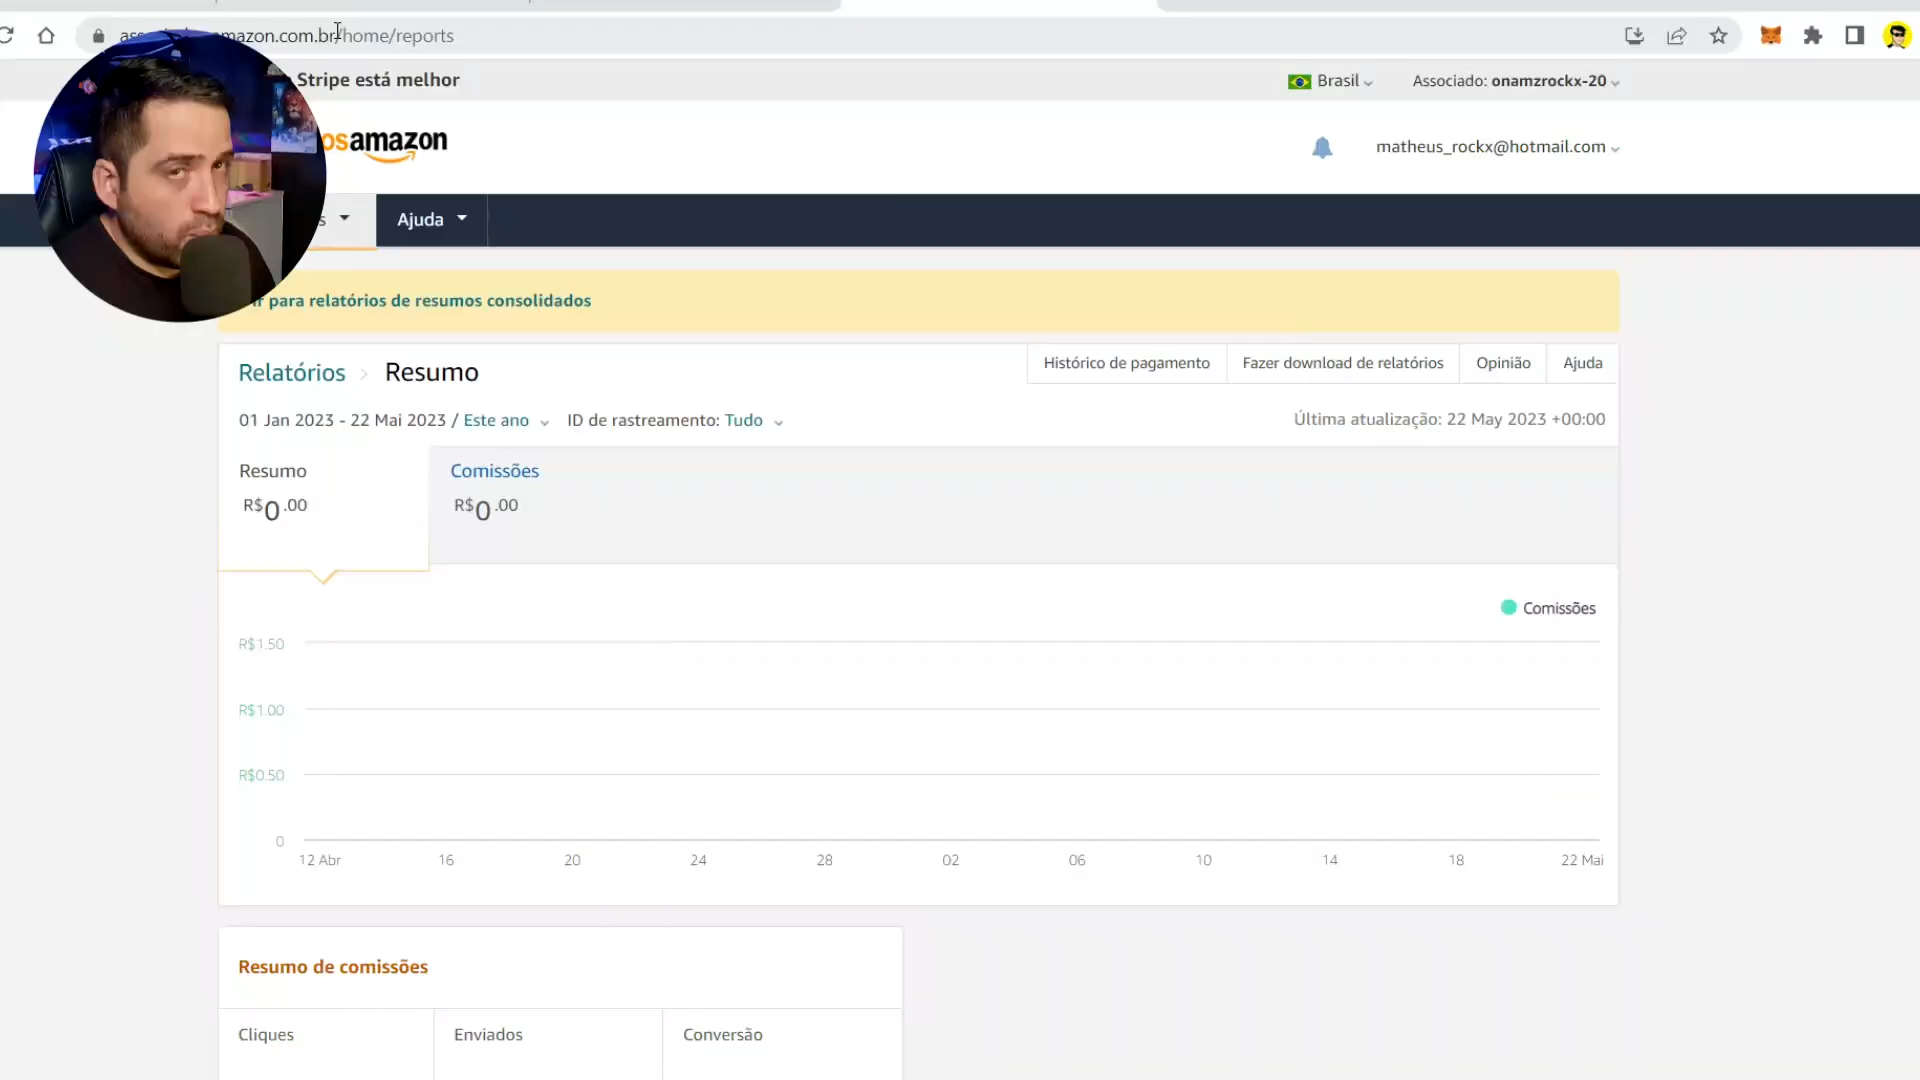 amazon.com.br/home/reports
Stripe está melhor
Brasil
Associado: onamzrockx-20
osamazon
matheus_rockx@hotmail.com
s
Ajuda
Ir para relatórios de resumos consolidados
Relatórios > Resumo
Histórico de pagamento
Fazer download de relatórios
Opinião
Ajuda
01 Jan 2023 - 22 Mai 2023 / Este ano
ID de rastreamento: Tudo
Última atualização: 22 May 2023 +00:00
Resumo
R$0.00
Comissões
R$0.00
Comissões
R$1.50
R$1.00
R$0.50
0
12 Abr 16 20 24 28 02 06 10 14 18 22 Mai
Resumo de comissões
Cliques
Enviados
Conversão